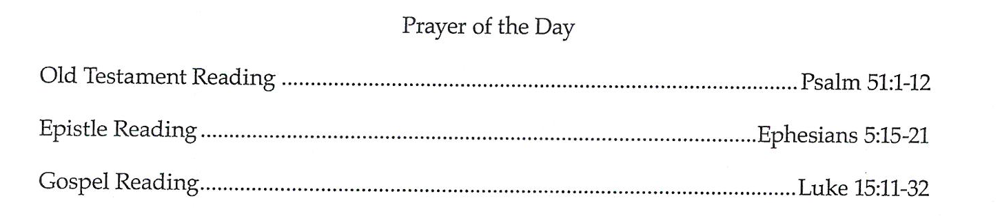 Prayer of the Day
Old Testament Reading ........................................................................................Psalm 51:1-12
Epistle Reading................................................................................................Ephesians 5:15-21
Gospel Reading.......................................................................................................Luke 15:11-32